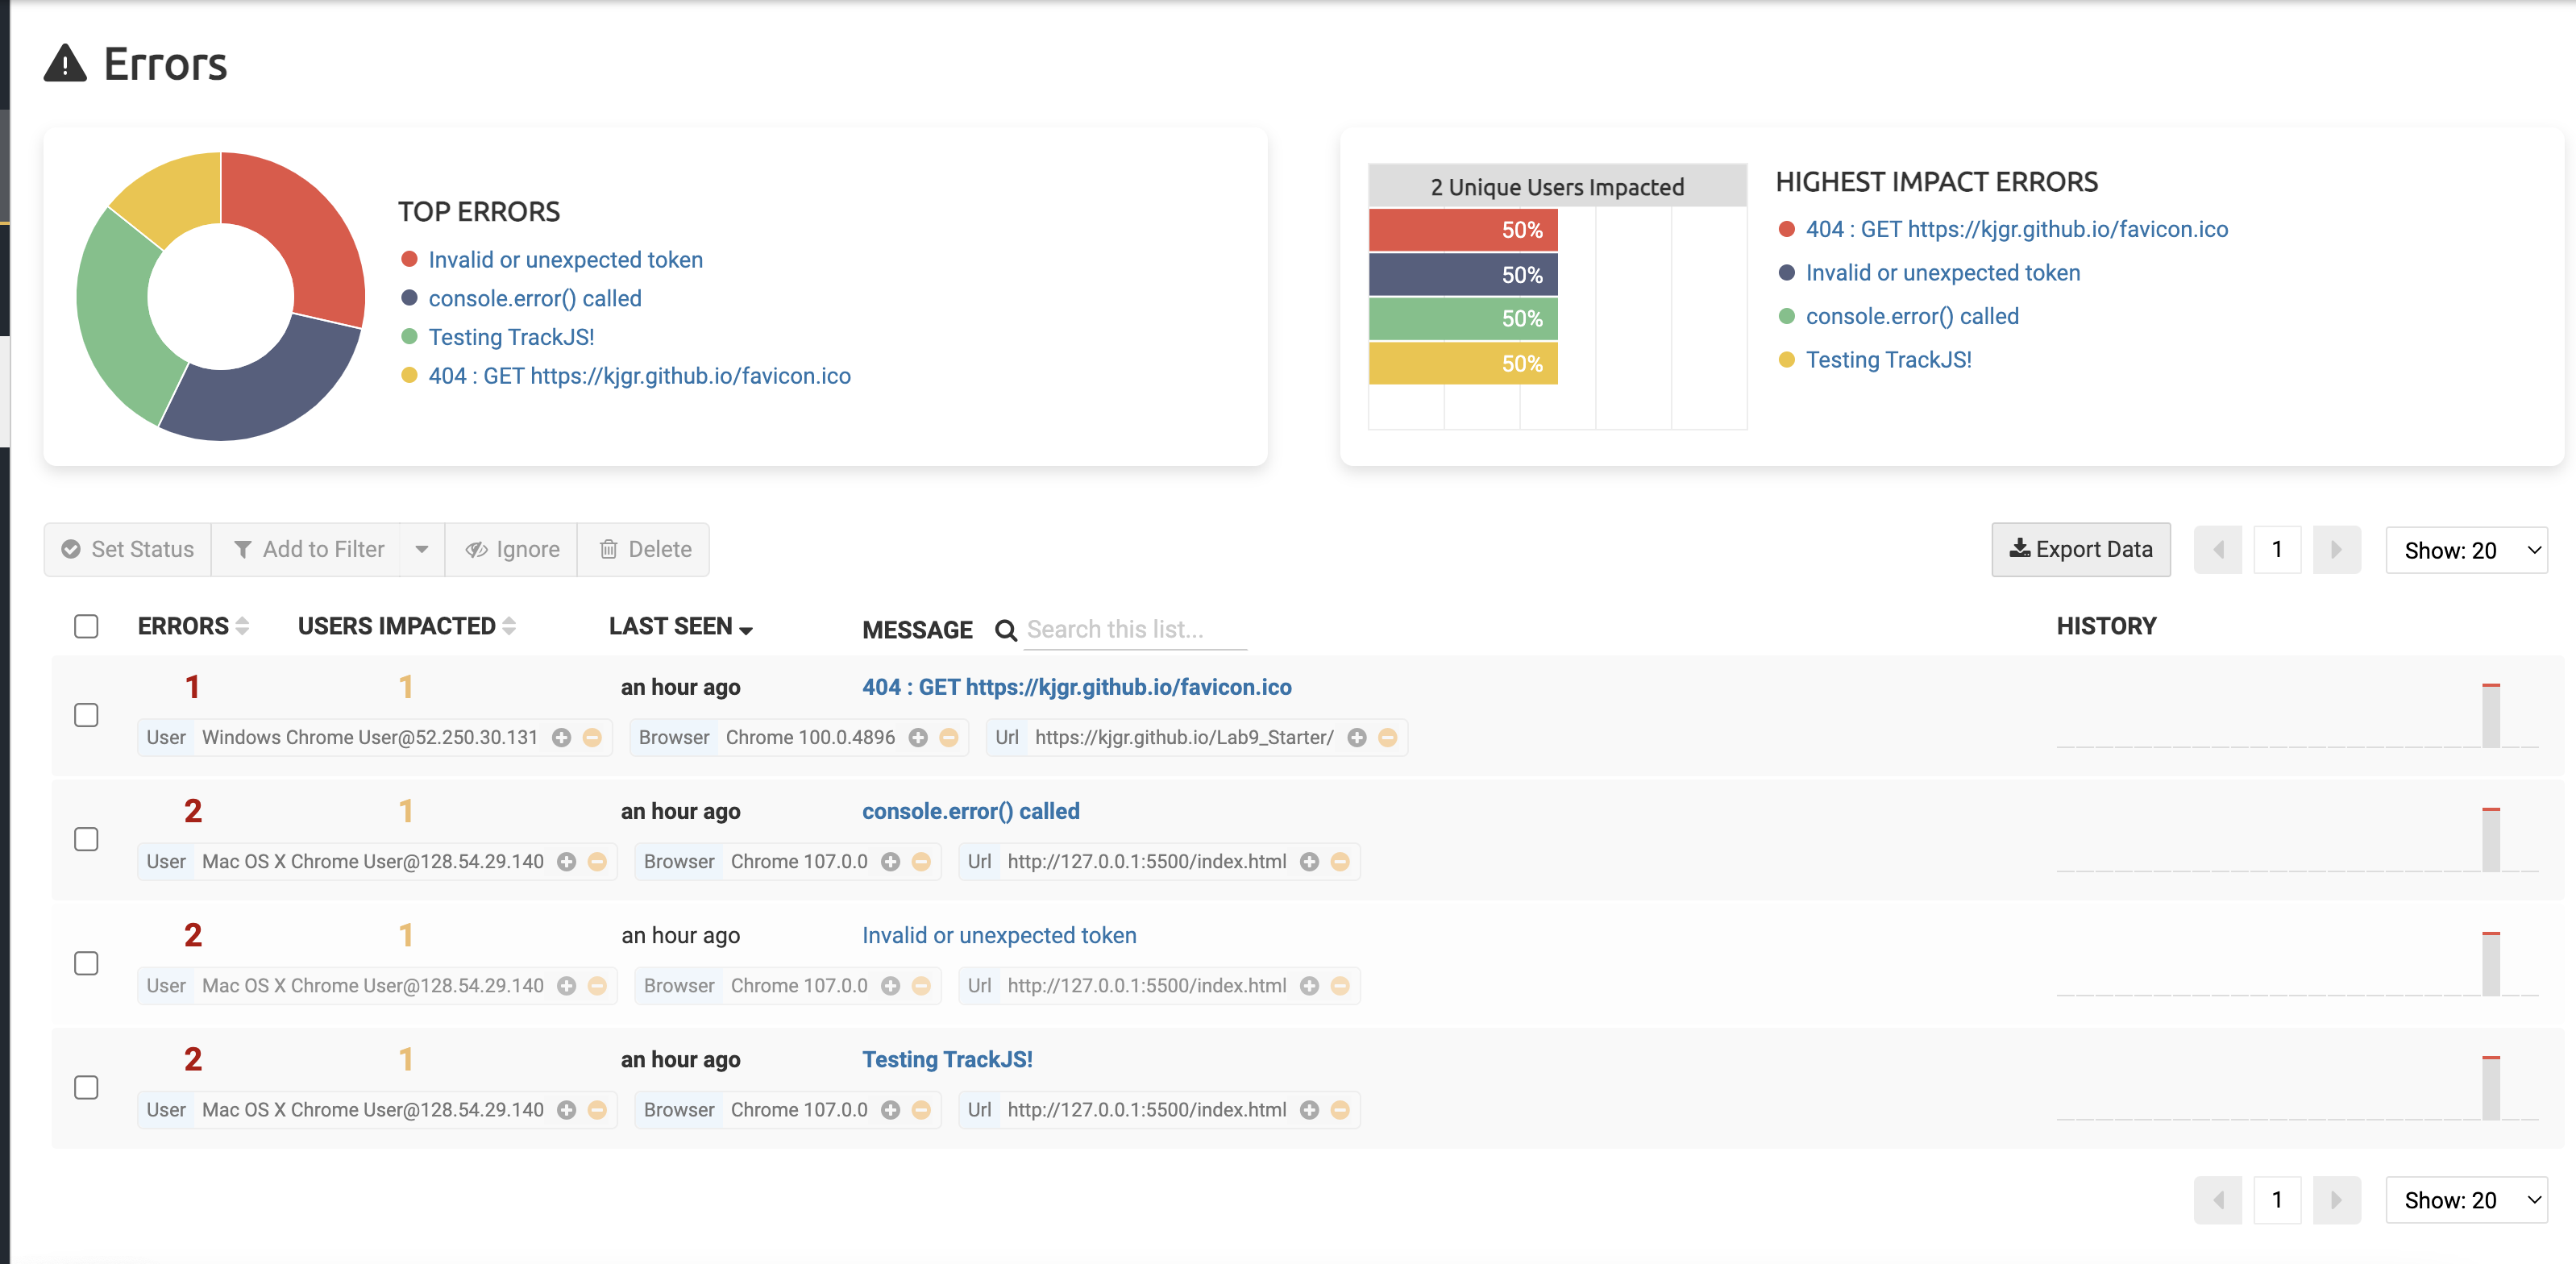 Errors
TOP ERRORS
Invalid or unexpected token
console.error() called
Testing TrackJS!
404 : GET https://kjgr.github.io/favicon.ico
2 Unique Users Impacted
50%
50%
50%
50%
HIGHEST IMPACT ERRORS
404 : GET https://kjgr.github.io/favicon.ico
Invalid or unexpected token
console.error() called
Testing TrackJS!
Set Status Add to Filter Ignore Delete Export Data 1 Show: 20
ERRORS USERS IMPACTED LAST SEEN MESSAGE Search this list... HISTORY
1 1 an hour ago 404 : GET https://kjgr.github.io/favicon.ico
User Windows Chrome User@52.250.30.131 Browser Chrome 100.0.4896 Url https://kjgr.github.io/Lab9_Starter/
2 1 an hour ago console.error() called
User Mac OS X Chrome User@128.54.29.140 Browser Chrome 107.0.0 Url http://127.0.0.1:5500/index.html
2 1 an hour ago Invalid or unexpected token
User Mac OS X Chrome User@128.54.29.140 Browser Chrome 107.0.0 Url http://127.0.0.1:5500/index.html
2 1 an hour ago Testing TrackJS!
User Mac OS X Chrome User@128.54.29.140 Browser Chrome 107.0.0 Url http://127.0.0.1:5500/index.html
1 Show: 20